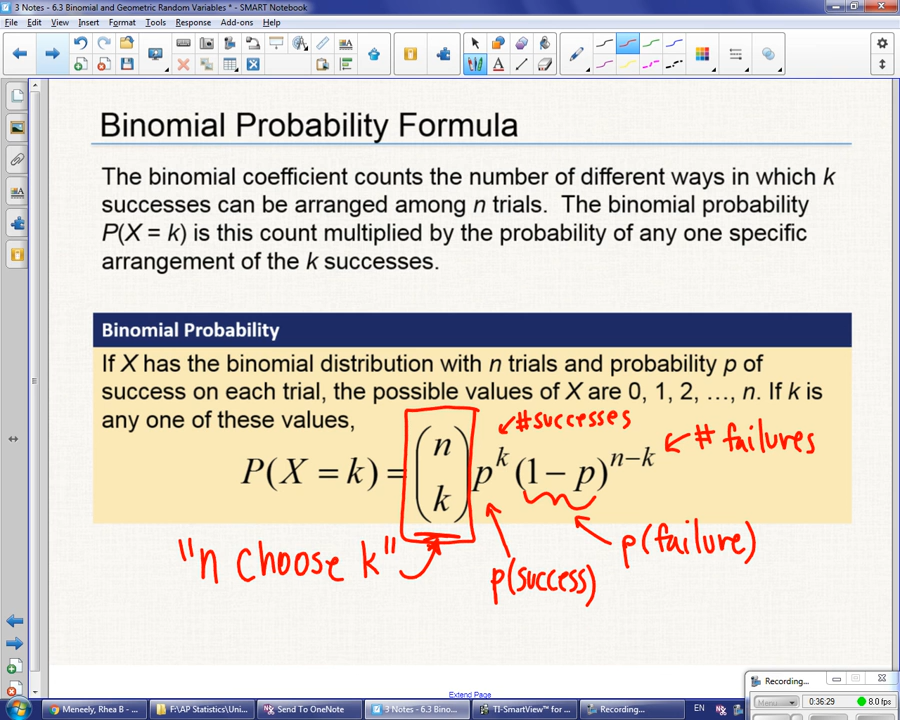 3 Notes - 6.3 Binomial and Geometric Random Variables * - SMART Notebook
File Edit View Insert Format Tools Response Add-ons Help
Binomial Probability Formula
The binomial coefficient counts the number of different ways in which k
successes can be arranged among n trials. The binomial probability
P(X = k) is this count multiplied by the probability of any one specific
arrangement of the k successes.
Binomial Probability
If X has the binomial distribution with n trials and probability p of
success on each trial, the possible values of X are 0, 1, 2, …, n. If k is
any one of these values,
#successes
# failures
P(X = k) = (n k) p^k (1 − p)^n−k
"n choose k"
p(success)
p(failure)
Extend Page
Recording...
Menu
0:36:29
8.0 fps
Meneely, Rhea B - ...
F:\AP Statistics\Uni...
Send To OneNote
3 Notes - 6.3 Bino...
TI-SmartView™ for ...
Recording...
EN